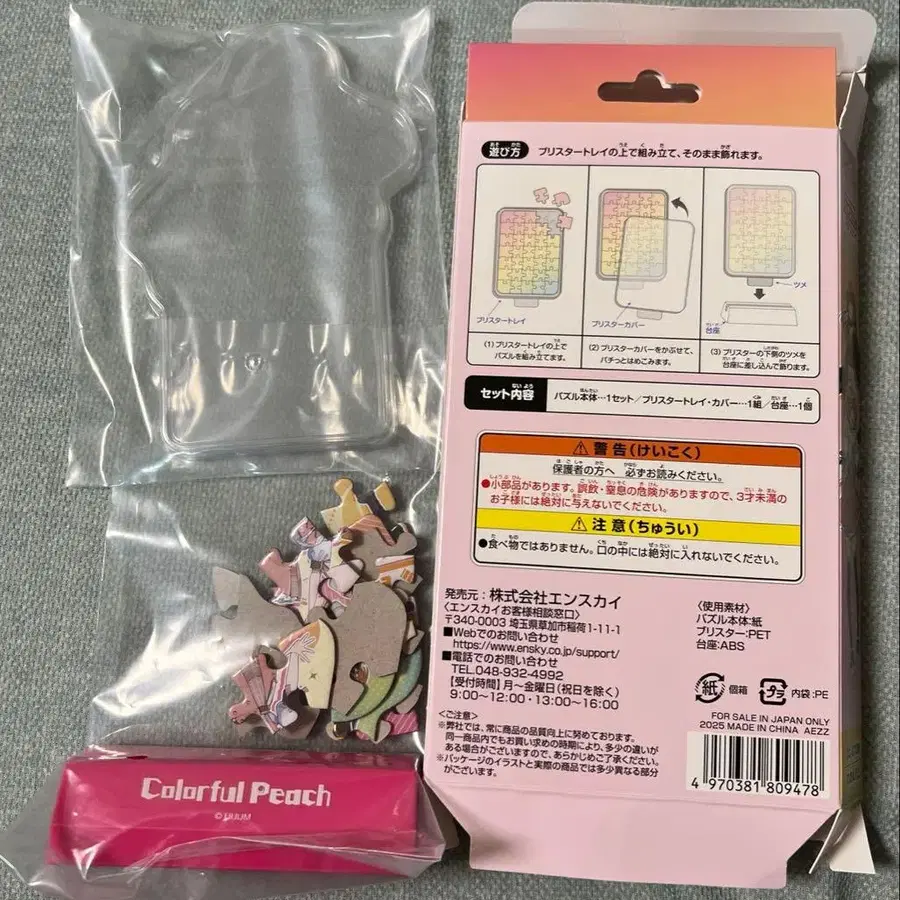 遊び方
ブリスタートレイの上で組み立て、そのまま飾れます。
ブリスタートレイ
(1) ブリスタートレイの上で
パズルを組み立てます。
ブリスターカバー
(2) ブリスターカバーをかぶせて、
パチっとはめこみます。
ツメ
台座
(3) ブリスターの下側のツメを
台座に差し込んで飾ります。
セット内容
パズル本体…1セット／ブリスタートレイ・カバー…1組／台座…1個
警告(けいこく)
保護者の方へ 必ずお読みください。
●小部品があります。誤飲・窒息の危険がありますので、3才未満の
お子様には絶対に与えないでください。
注意(ちゅうい)
●食べ物ではありません。口の中には絶対に入れないでください。
発売元：株式会社エンスカイ
<エンスカイお客様相談窓口>
〒340-0003 埼玉県草加市稲荷1-11-1
■Webでのお問い合わせ
https://www.ensky.co.jp/support/
■電話でのお問い合わせ
TEL.048-932-4992
【受付時間】月～金曜日(祝日を除く)
9:00～12:00・13:00～16:00
<ご注意>
※弊社では、常に商品の品質向上に努めております。
同一商品内でもお買い求めの時期により、多少の違いが
ある場合がございますので、あらかじめご了承下さい。
※パッケージのイラストと実際の商品では多少異なる部分
がございます。
<使用素材>
パズル本体:紙
ブリスター:PET
台座:ABS
紙
個箱
プラ
内袋:PE
FOR SALE IN JAPAN ONLY
2025 MADE IN CHINA AEZZ
4 970381 809478
Colorful Peach
© UUUM